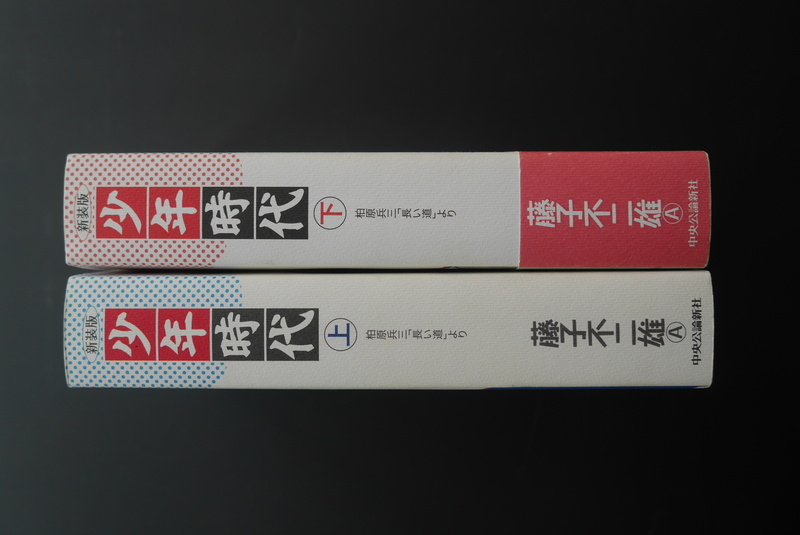 新装版
少年時代
下
柏原兵三「長い道」より
藤子不二雄Ⓐ
中央公論新社
新装版
少年時代
上
柏原兵三「長い道」より
藤子不二雄Ⓐ
中央公論新社